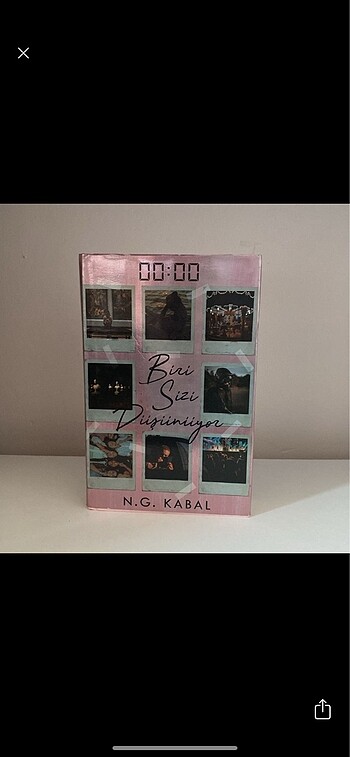 00:00
Biri
Sizi
Düşünüyor
N.G. KABAL